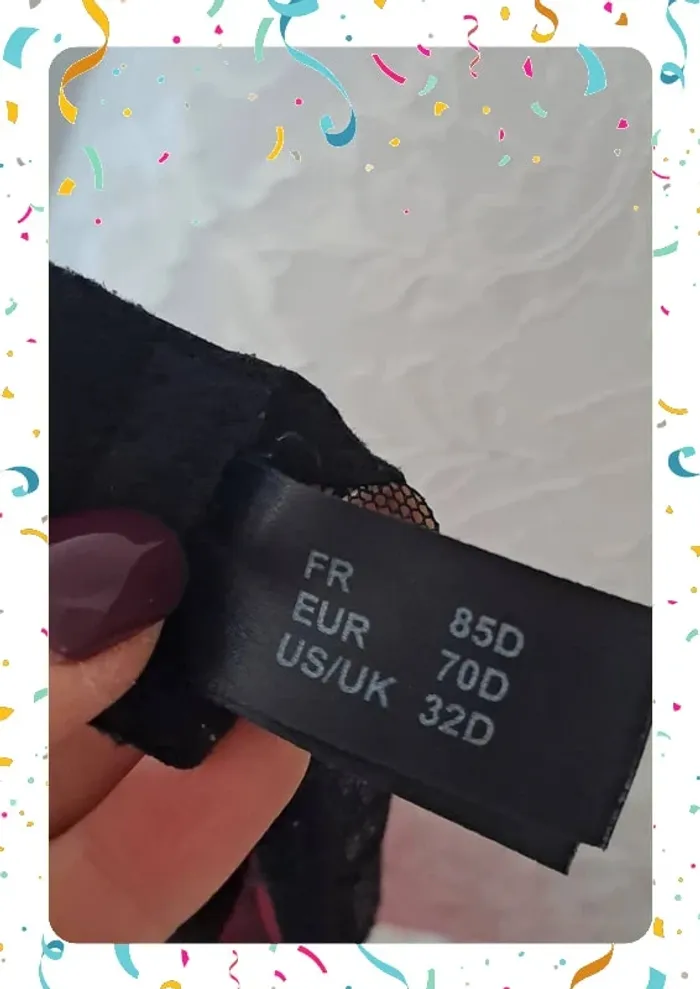 FR 85D
EUR 70D
US/UK 32D